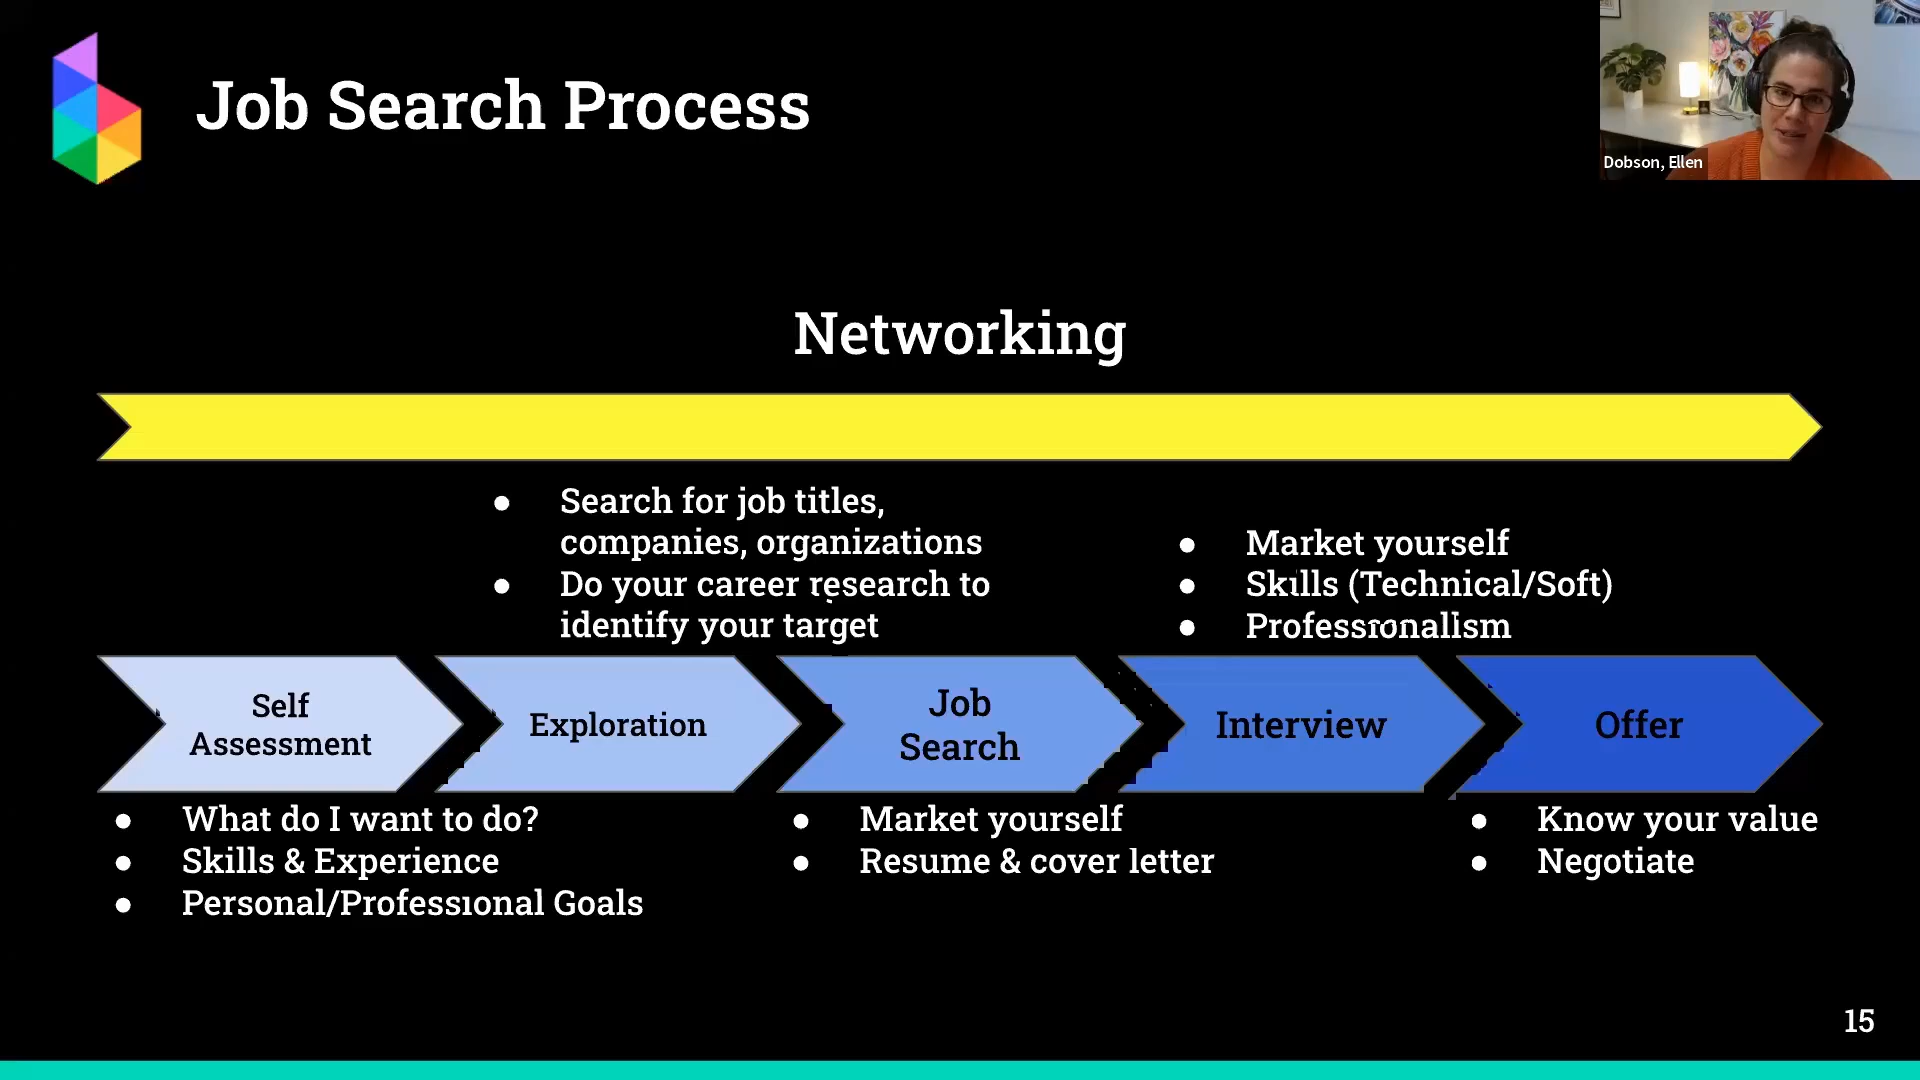 Job Search Process
Dobson, Ellen
Networking
● Search for job titles,
companies, organizations
● Do your career research to
identify your target
● Market yourself
● Skills (Technical/Soft)
● Professionalism
Self
Assessment
Exploration
Job
Search
Interview
Offer
● What do I want to do?
● Skills & Experience
● Personal/Professional Goals
● Market yourself
● Resume & cover letter
● Know your value
● Negotiate
15